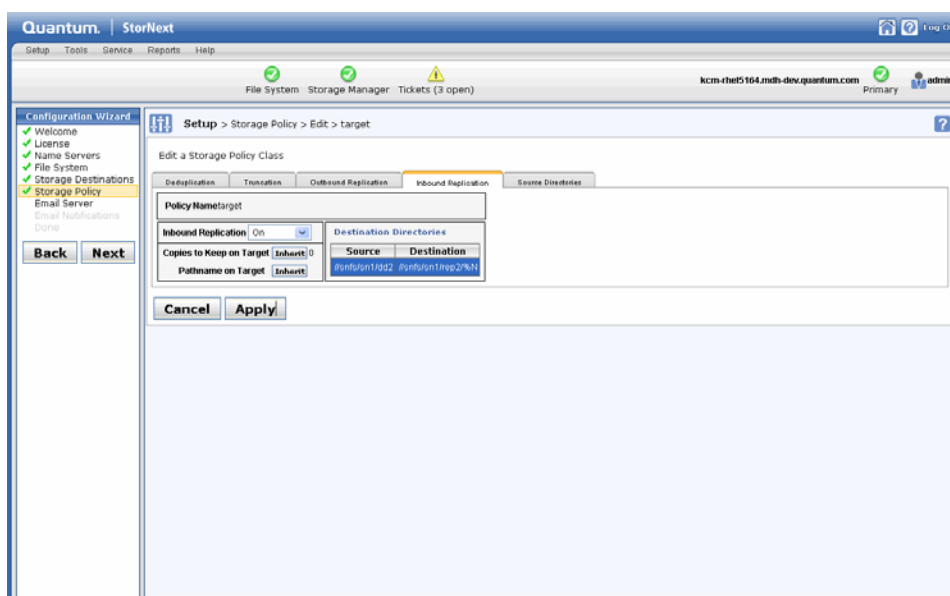 Quantum. | StorNext
Log O
Setup Tools Service Reports Help
File System Storage Manager Tickets (3 open)
kcm-rhel5164.mdh-dev.quantum.com Primary admin
Configuration Wizard
Welcome
License
Name Servers
File System
Storage Destinations
Storage Policy
Email Server
Email Notifications
Done
Back Next
Setup > Storage Policy > Edit > target
Edit a Storage Policy Class
Deduplication Truncation Outbound Replication Inbound Replication Source Directories
Policy Nametarget
Inbound Replication On
Copies to Keep on Target Inherit 0
Pathname on Target Inherit
Destination Directories
Source Destination
//snfs/sn1/dd2 //snfs/sn1/rep2/%N
Cancel Apply